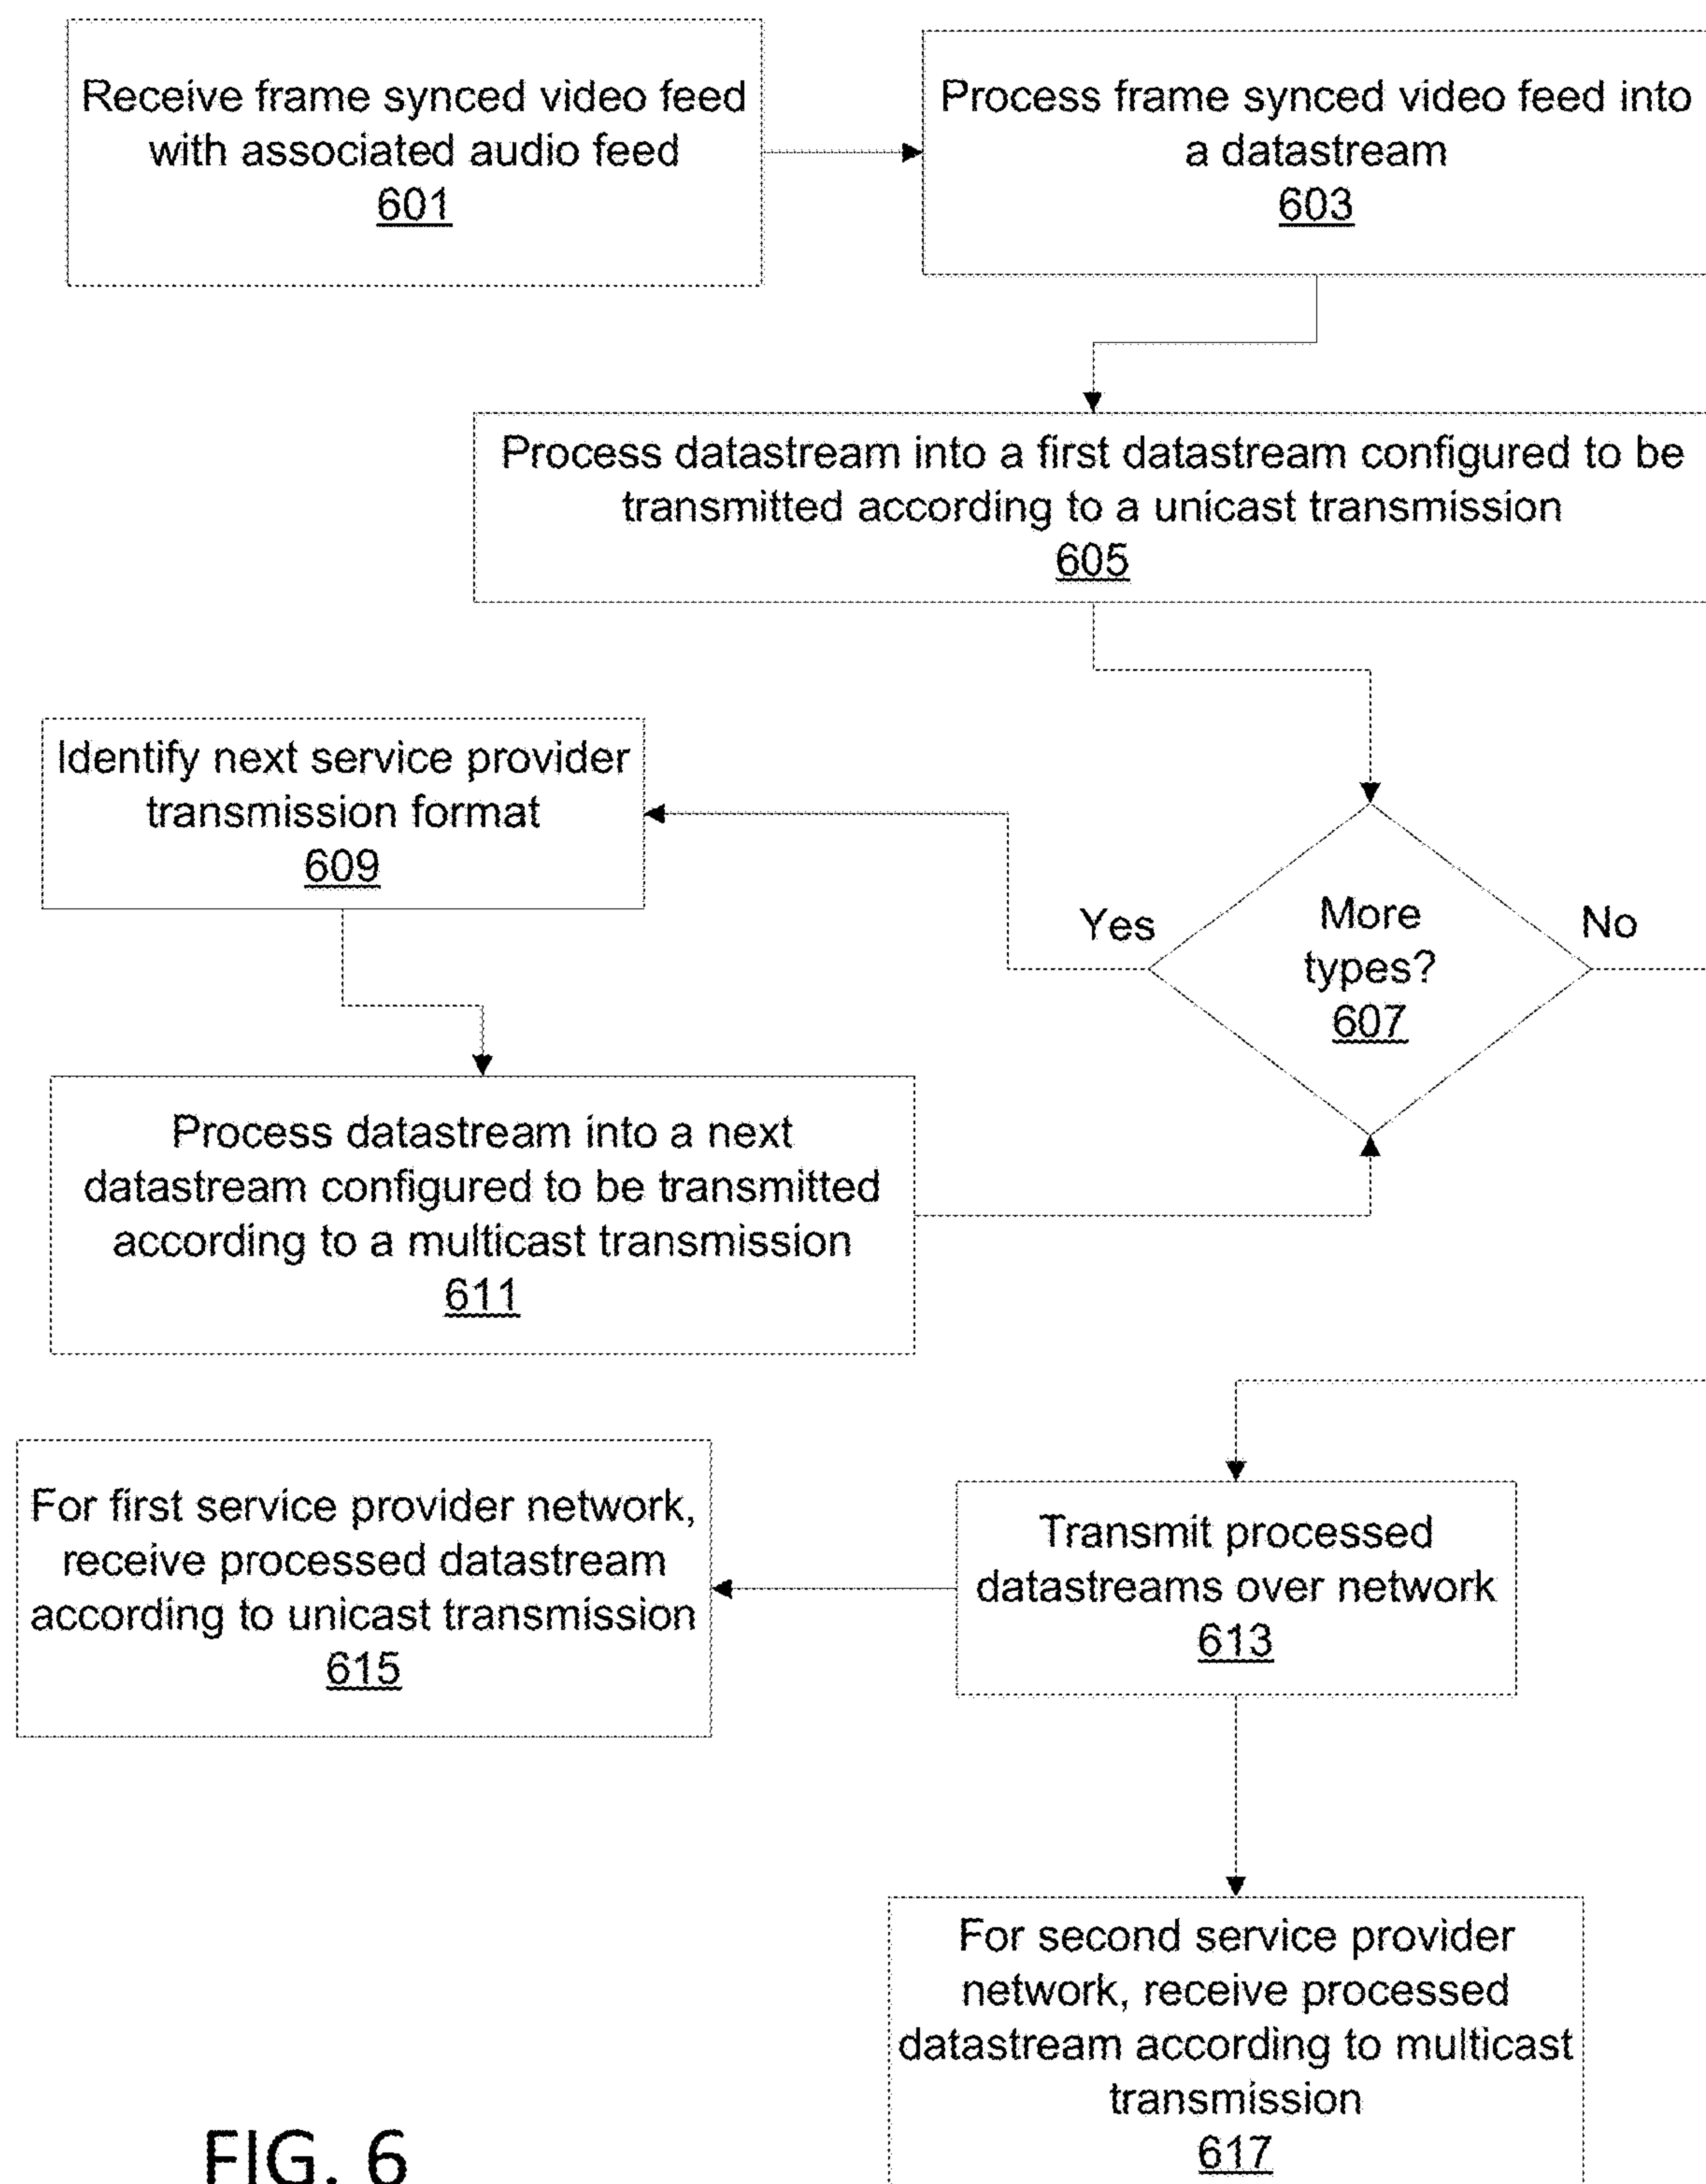 Receive frame synced video feed
with associated audio feed
601
Process frame synced video feed into
a datastream
603
Process datastream into a first datastream configured to be
transmitted according to a unicast transmission
605
Identify next service provider
transmission format
609
Yes
More
types?
607
No
Process datastream into a next
datastream configured to be transmitted
according to a multicast transmission
611
For first service provider network,
receive processed datastream
according to unicast transmission
615
Transmit processed
datastreams over network
613
For second service provider
network, receive processed
datastream according to multicast
transmission
617
FIG. 6